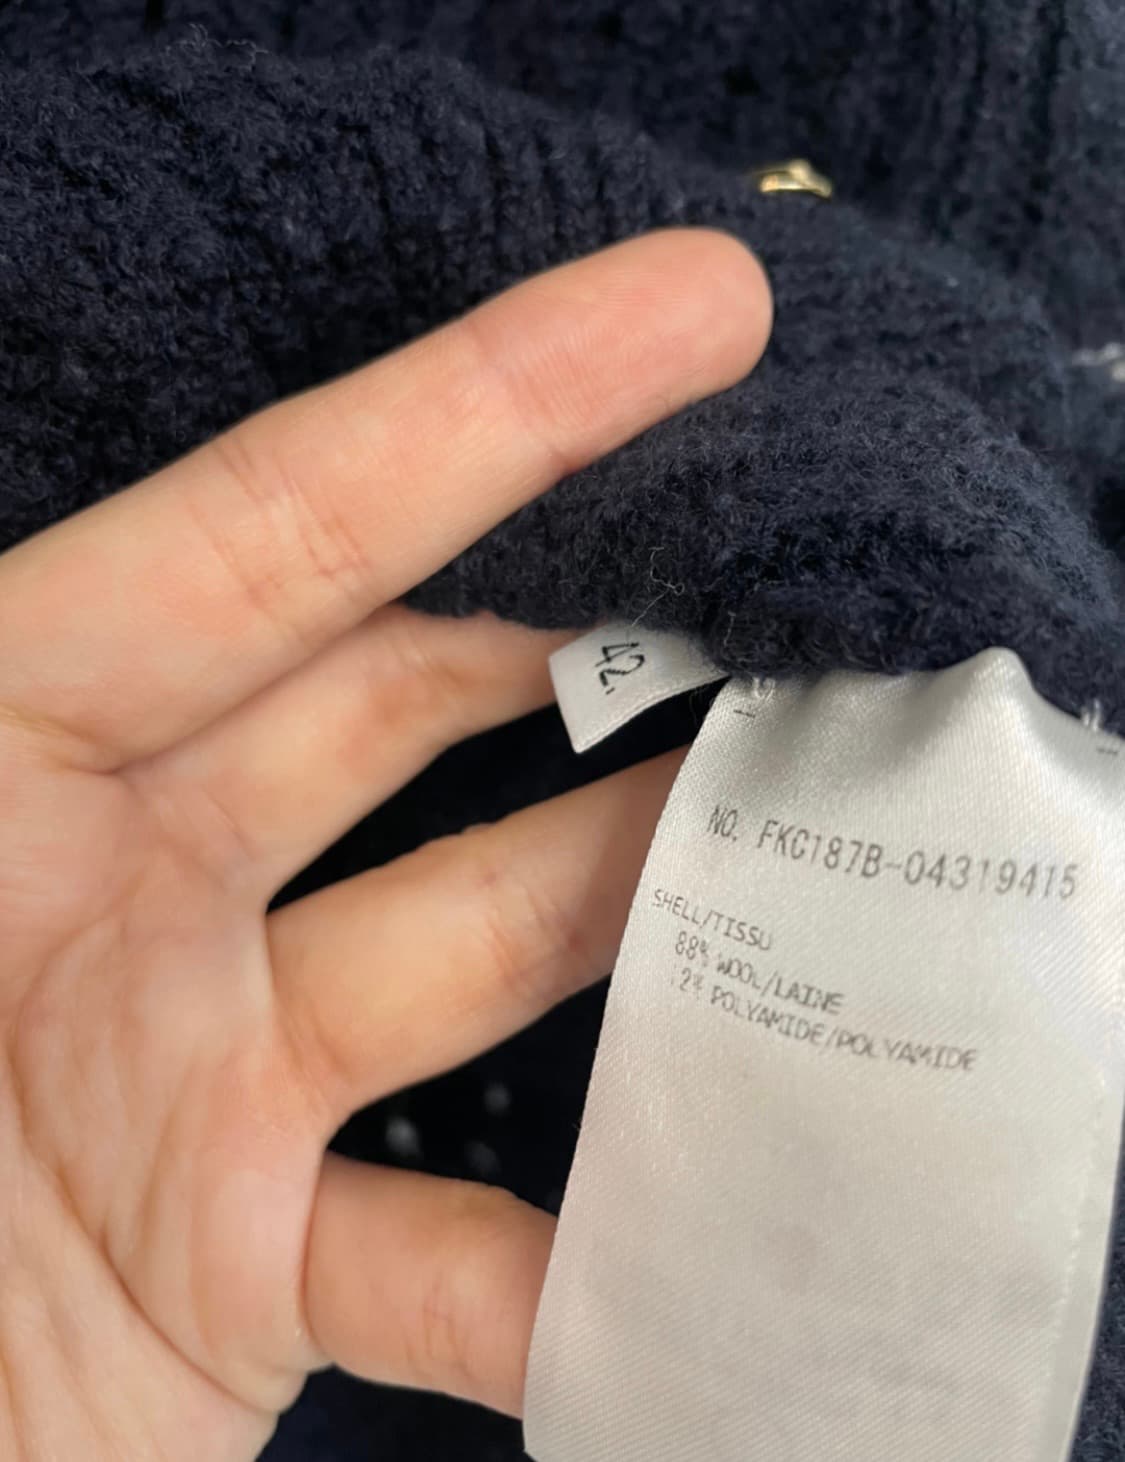 42.
NO. FKC187B-04319415
SHELL/TISSU
88% WOOL/LAINE
12% POLYAMIDE/POLYAMIDE